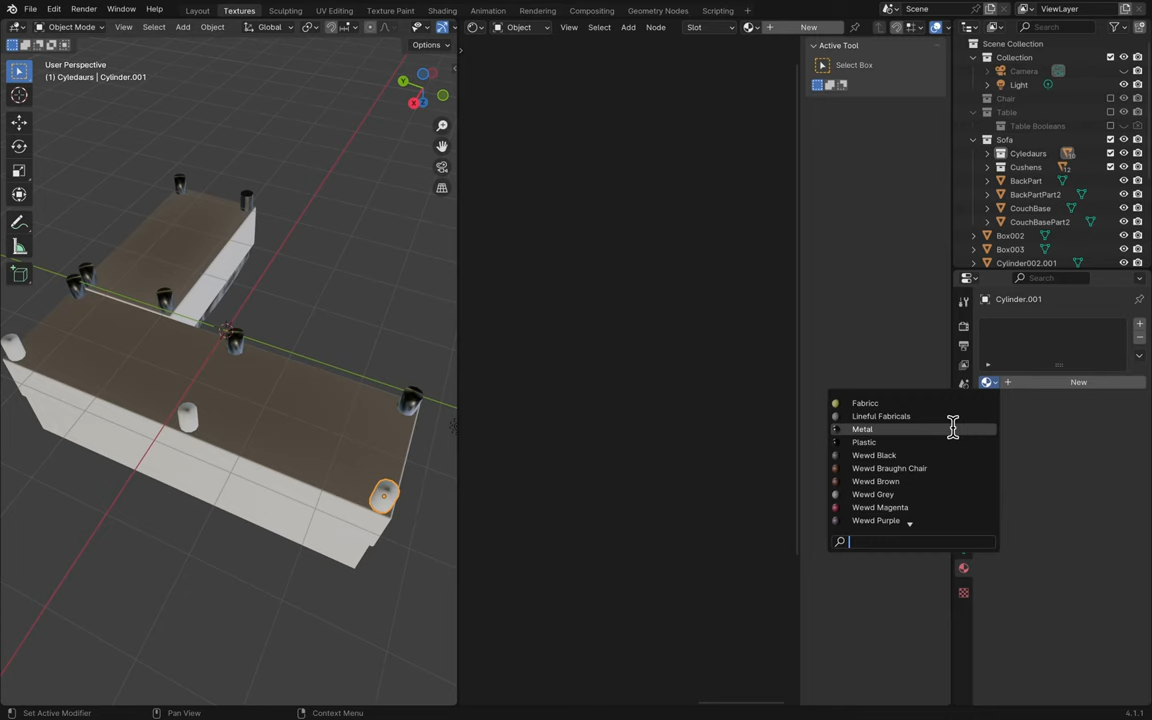 File Edit Render Window Help Layout Textures Sculpting UV Editing Texture Paint Shading Animation Rendering Compositing Geometry Nodes Scripting Scene ViewLayer
Object Mode View Select Add Object Global Object View Select Add Node Slot New Search
Options
User Perspective
(1) Cyledaurs | Cylinder.001
Active Tool
Select Box
Scene Collection
Collection
Camera
Light
Chair
Table
Table Booleans
Sofa
Cyledaurs
Cushens
BackPart
BackPartPart2
CouchBase
CouchBasePart2
Box002
Box003
Cylinder002.001
Search
Cylinder.001
New
Fabricc
Lineful Fabricals
Metal
Plastic
Wewd Black
Wewd Braughn Chair
Wewd Brown
Wewd Grey
Wewd Magenta
Wewd Purple
Set Active Modifier Pan View Context Menu 4.1.1